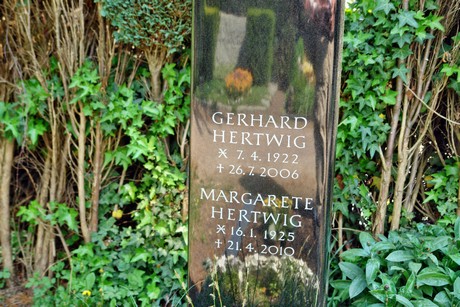 GERHARD
HERTWIG
* 7. 4. 1922
+ 26. 7. 2006
MARGARETE
HERTWIG
* 16. 1. 1925
+ 21. 4. 2010